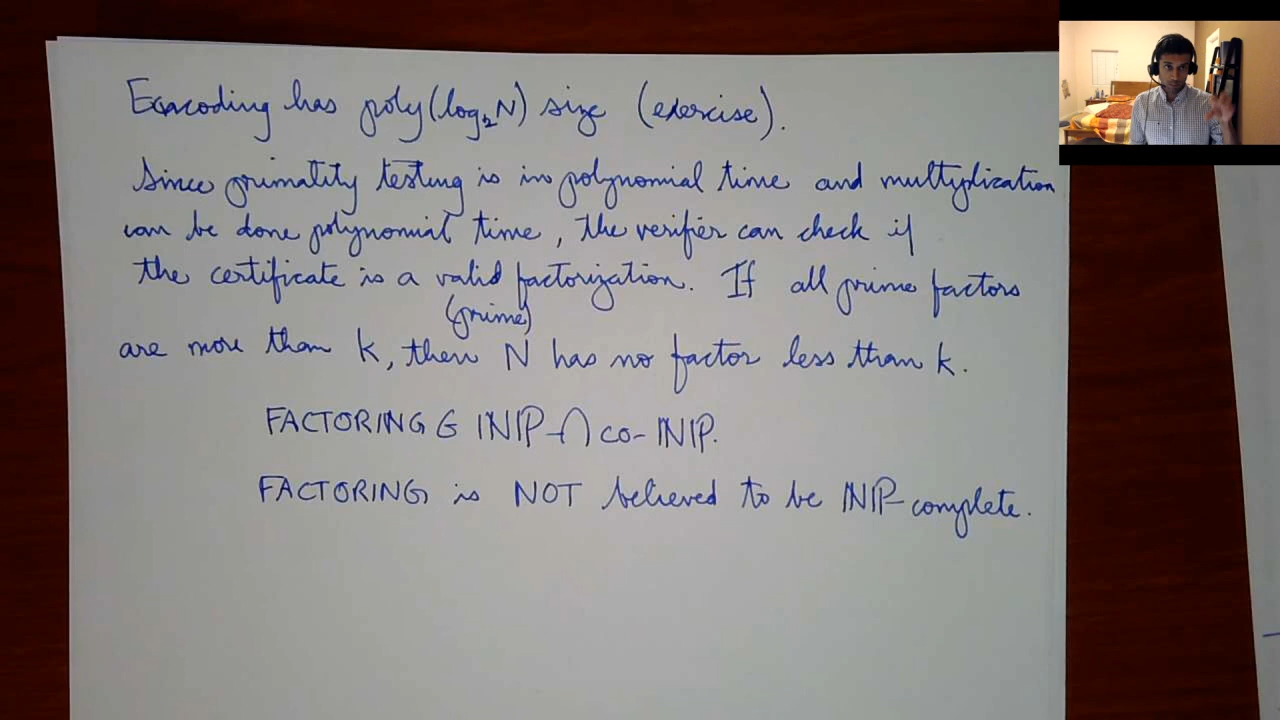 Encoding has poly(log₂N) size (exercise).
Since primality testing is in polynomial time and multiplication
can be done polynomial time, the verifier can check if
the certificate is a valid factorization. If all prime factors
(prime)
are more than k, then N has no factor less than k.
FACTORING ∈ NP ∩ co-NP.
FACTORING is NOT believed to be NP-complete.